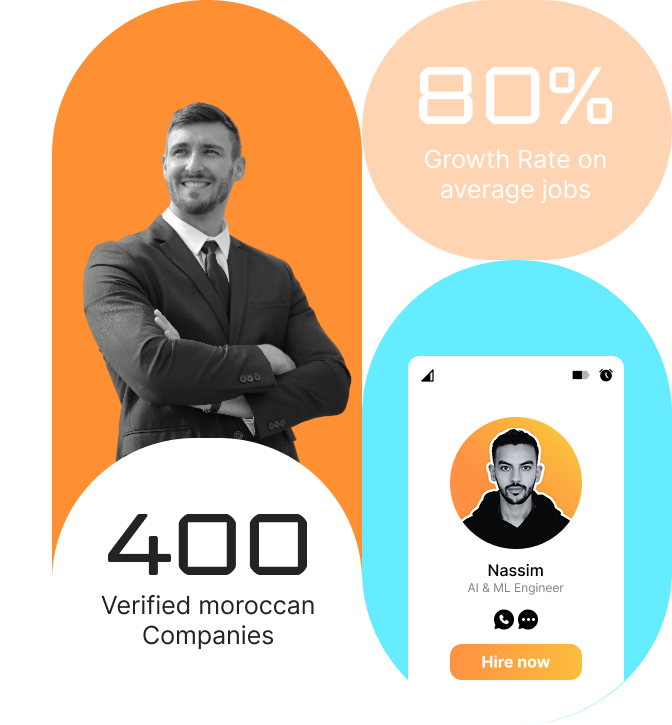 80%
Growth Rate on
average jobs
400
Verified moroccan
Companies
Nassim
AI & ML Engineer
Hire now